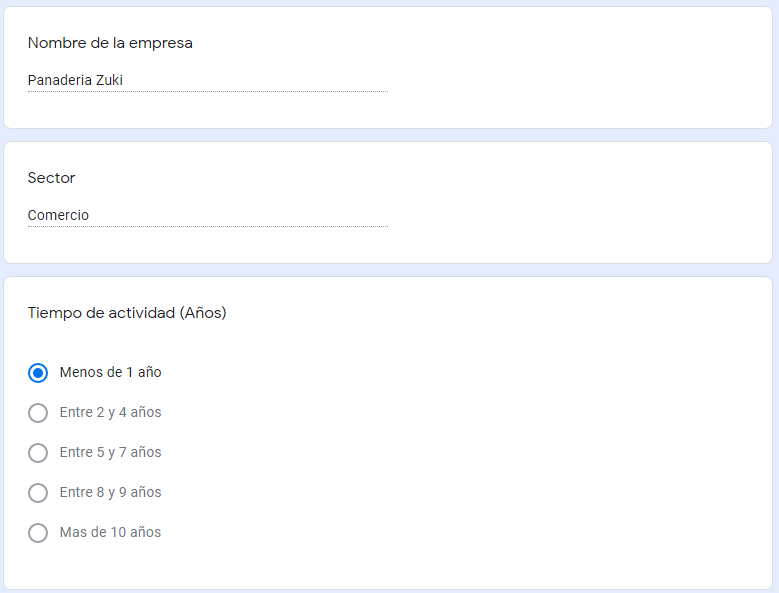 Nombre de la empresa
Panaderia Zuki
Sector
Comercio
Tiempo de actividad (Años)
Menos de 1 año
Entre 2 y 4 años
Entre 5 y 7 años
Entre 8 y 9 años
Mas de 10 años